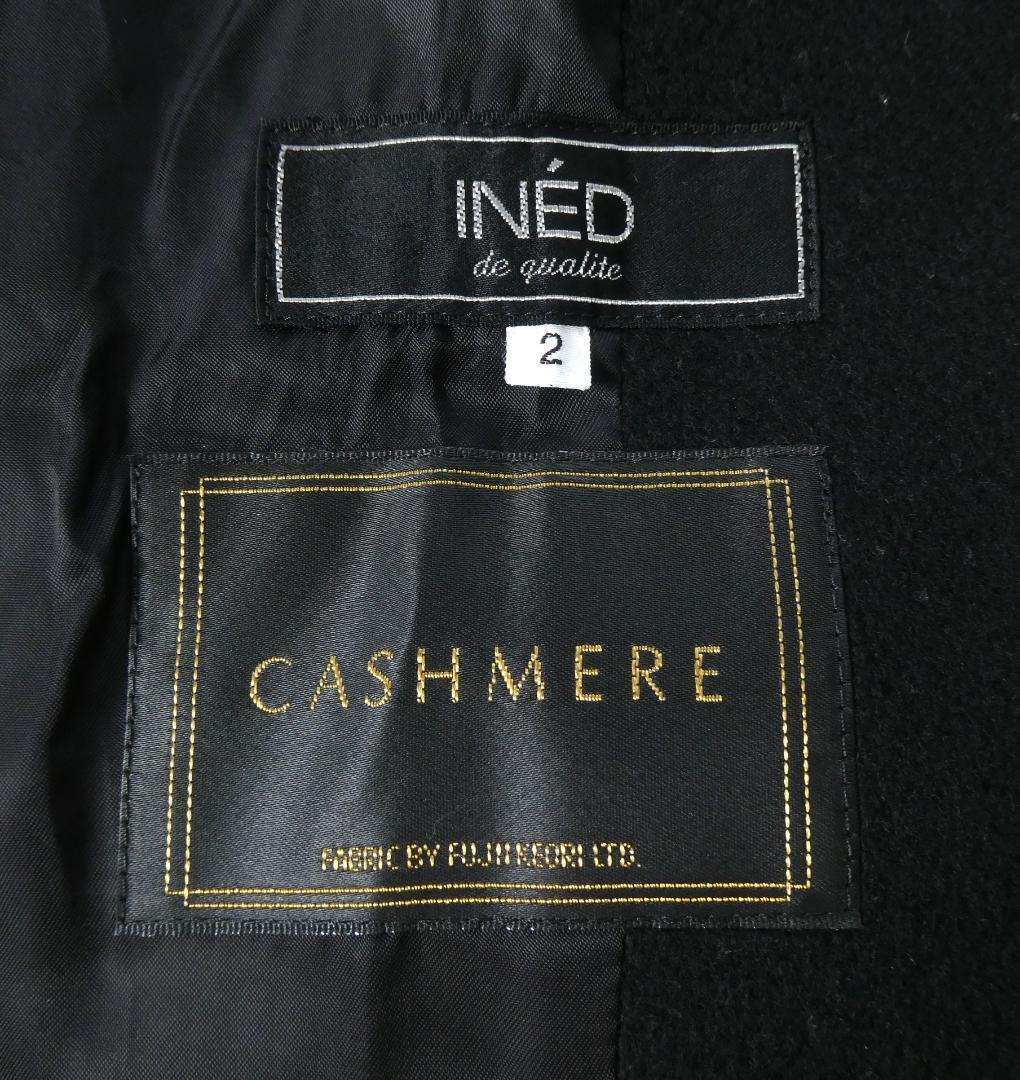 INÉD
de qualite
2
CASHMERE
FABRIC BY FUJII KEORI LTD.